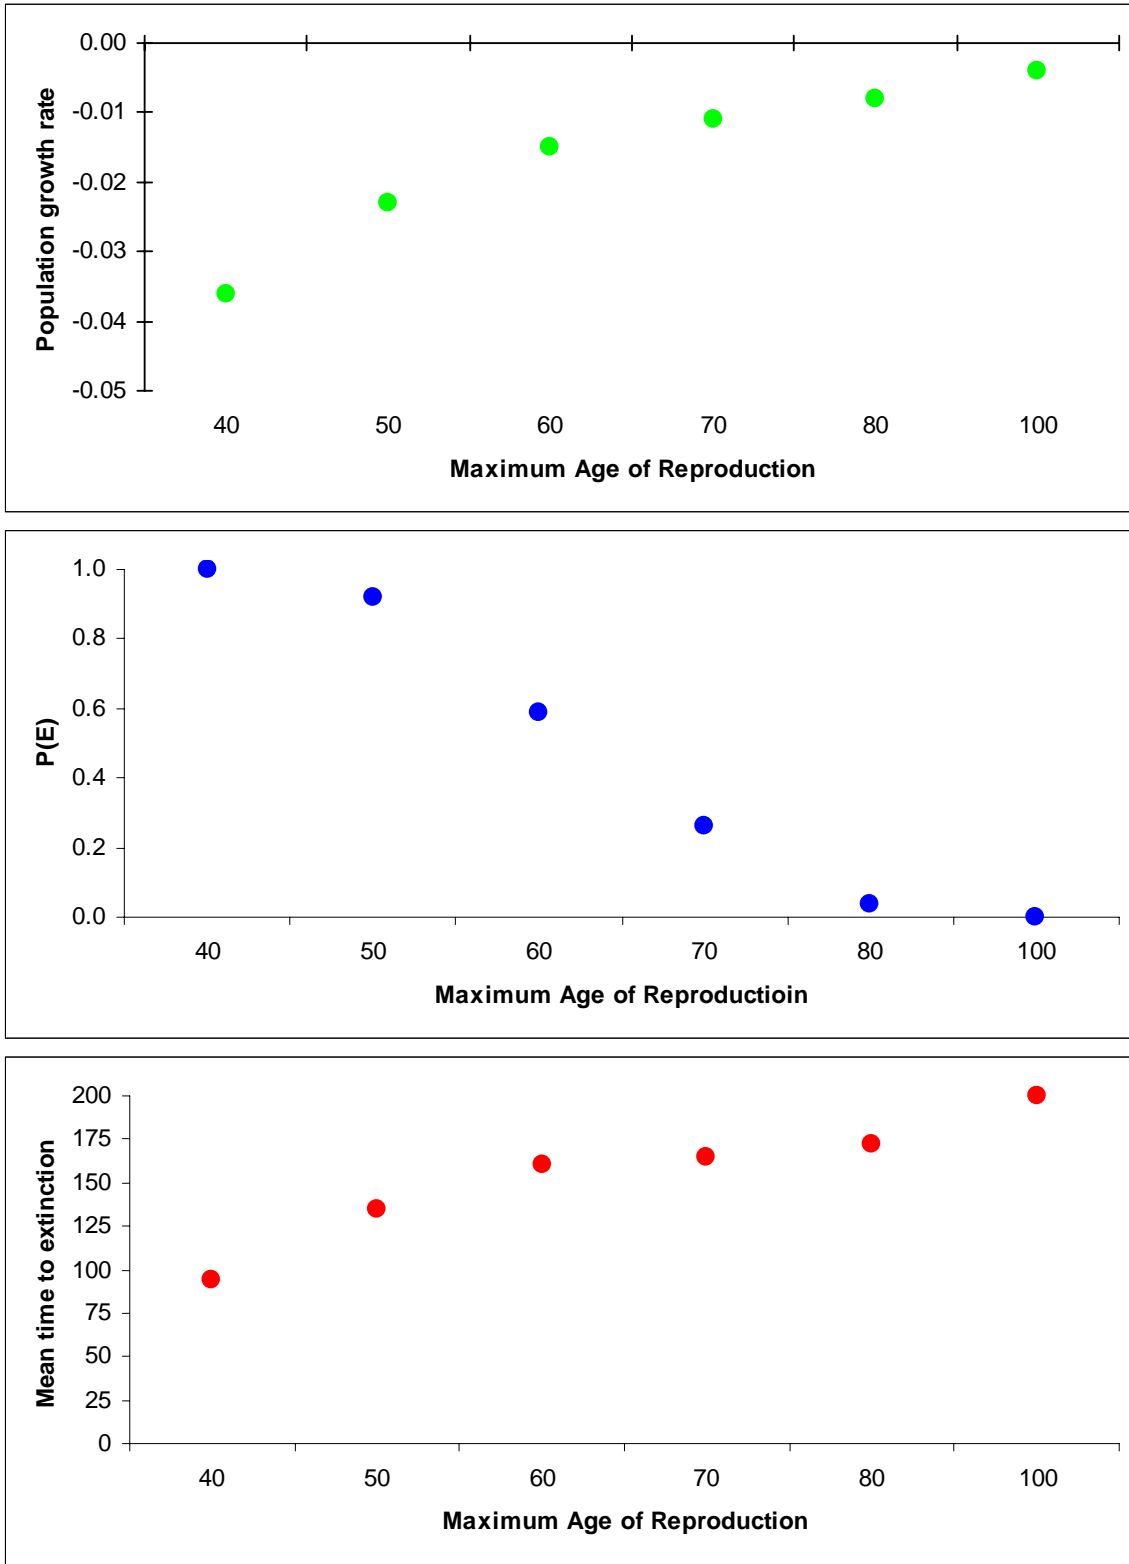 0.00
-0.01
-0.02
-0.03
-0.04
-0.05
Population growth rate
40 50 60 70 80 100
Maximum Age of Reproduction
1.0
0.8
0.6
0.4
0.2
0.0
P(E)
40 50 60 70 80 100
Maximum Age of Reproductioin
200
175
150
125
100
75
50
25
0
Mean time to extinction
40 50 60 70 80 100
Maximum Age of Reproduction